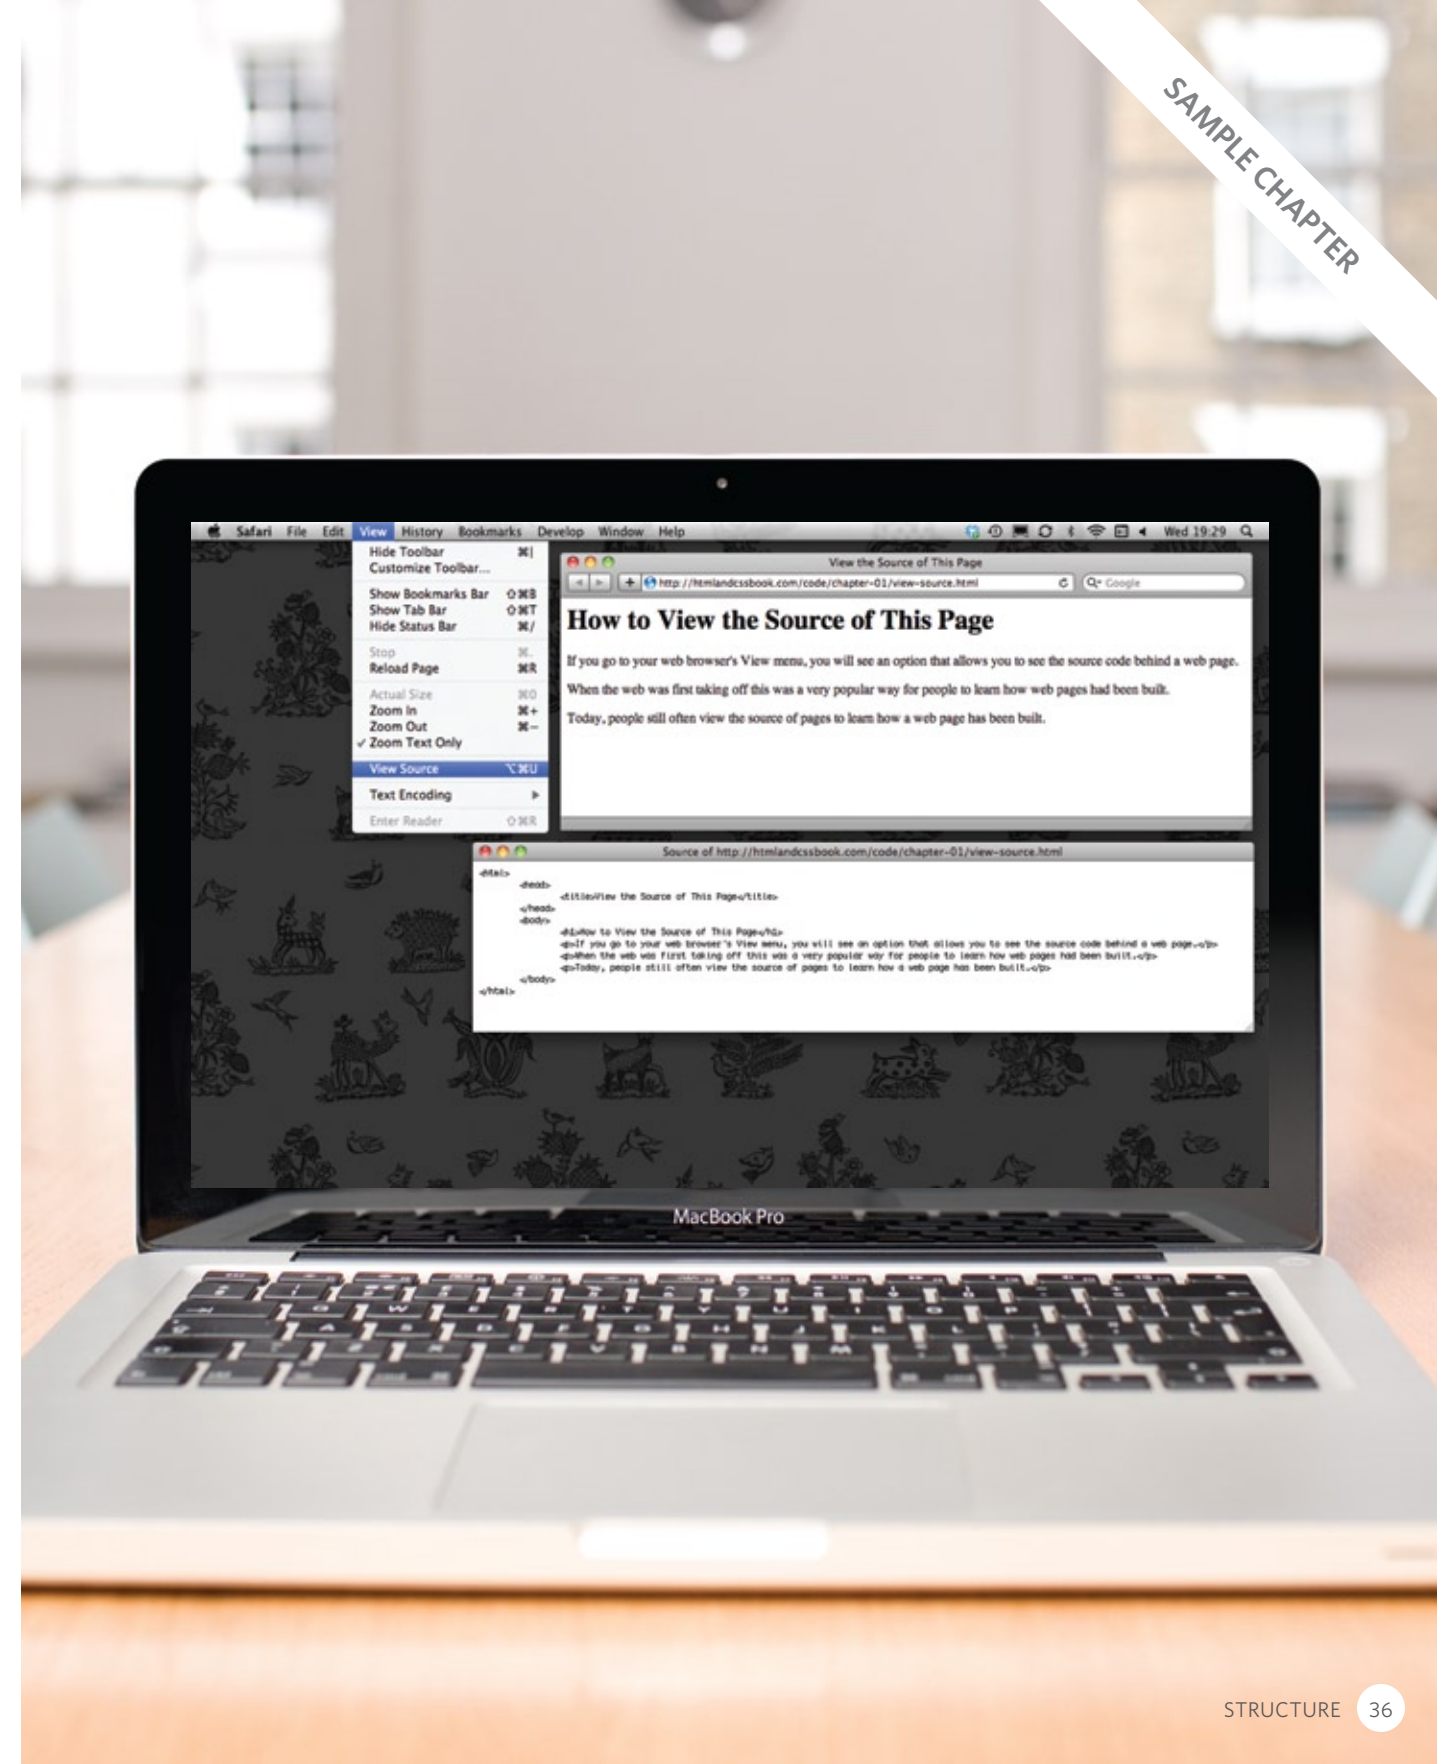 SAMPLE CHAPTER
Safari File Edit View History Bookmarks Develop Window Help Wed 19:29
Hide Toolbar ⌘|
Customize Toolbar...
Show Bookmarks Bar ⇧⌘B
Show Tab Bar ⇧⌘T
Hide Status Bar ⌘/
Stop ⌘.
Reload Page ⌘R
Actual Size ⌘0
Zoom In ⌘+
Zoom Out ⌘−
✓ Zoom Text Only
View Source ⌥⌘U
Text Encoding ▶
Enter Reader ⇧⌘R
View the Source of This Page
http://htmlandcssbook.com/code/chapter-01/view-source.html Google
How to View the Source of This Page
If you go to your web browser's View menu, you will see an option that allows you to see the source code behind a web page.
When the web was first taking off this was a very popular way for people to learn how web pages had been built.
Today, people still often view the source of pages to learn how a web page has been built.
Source of http://htmlandcssbook.com/code/chapter-01/view-source.html
<html>
<head>
<title>View the Source of This Page</title>
</head>
<body>
<h1>How to View the Source of This Page</h1>
<p>If you go to your web browser's View menu, you will see an option that allows you to see the source code behind a web page.</p>
<p>When the web was first taking off this was a very popular way for people to learn how web pages had been built.</p>
<p>Today, people still often view the source of pages to learn how a web page has been built.</p>
</body>
</html>
MacBook Pro
STRUCTURE 36